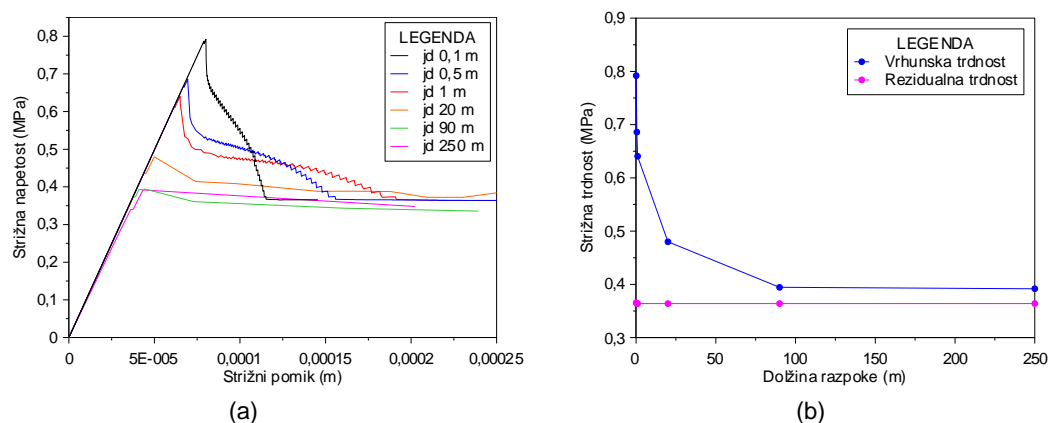 LEGENDA
jd 0,1 m
jd 0,5 m
jd 1 m
jd 20 m
jd 90 m
jd 250 m
Strižna napetost (MPa)
0,8
0,7
0,6
0,5
0,4
0,3
0,2
0,1
0
0
5E-005
0,0001
0,00015
0,0002
0,00025
Strižni pomik (m)
(a)
LEGENDA
Vrhunska trdnost
Rezidualna trdnost
Strižna trdnost (MPa)
0,9
0,8
0,7
0,6
0,5
0,4
0,3
0
50
100
150
200
250
Dolžina razpoke (m)
(b)